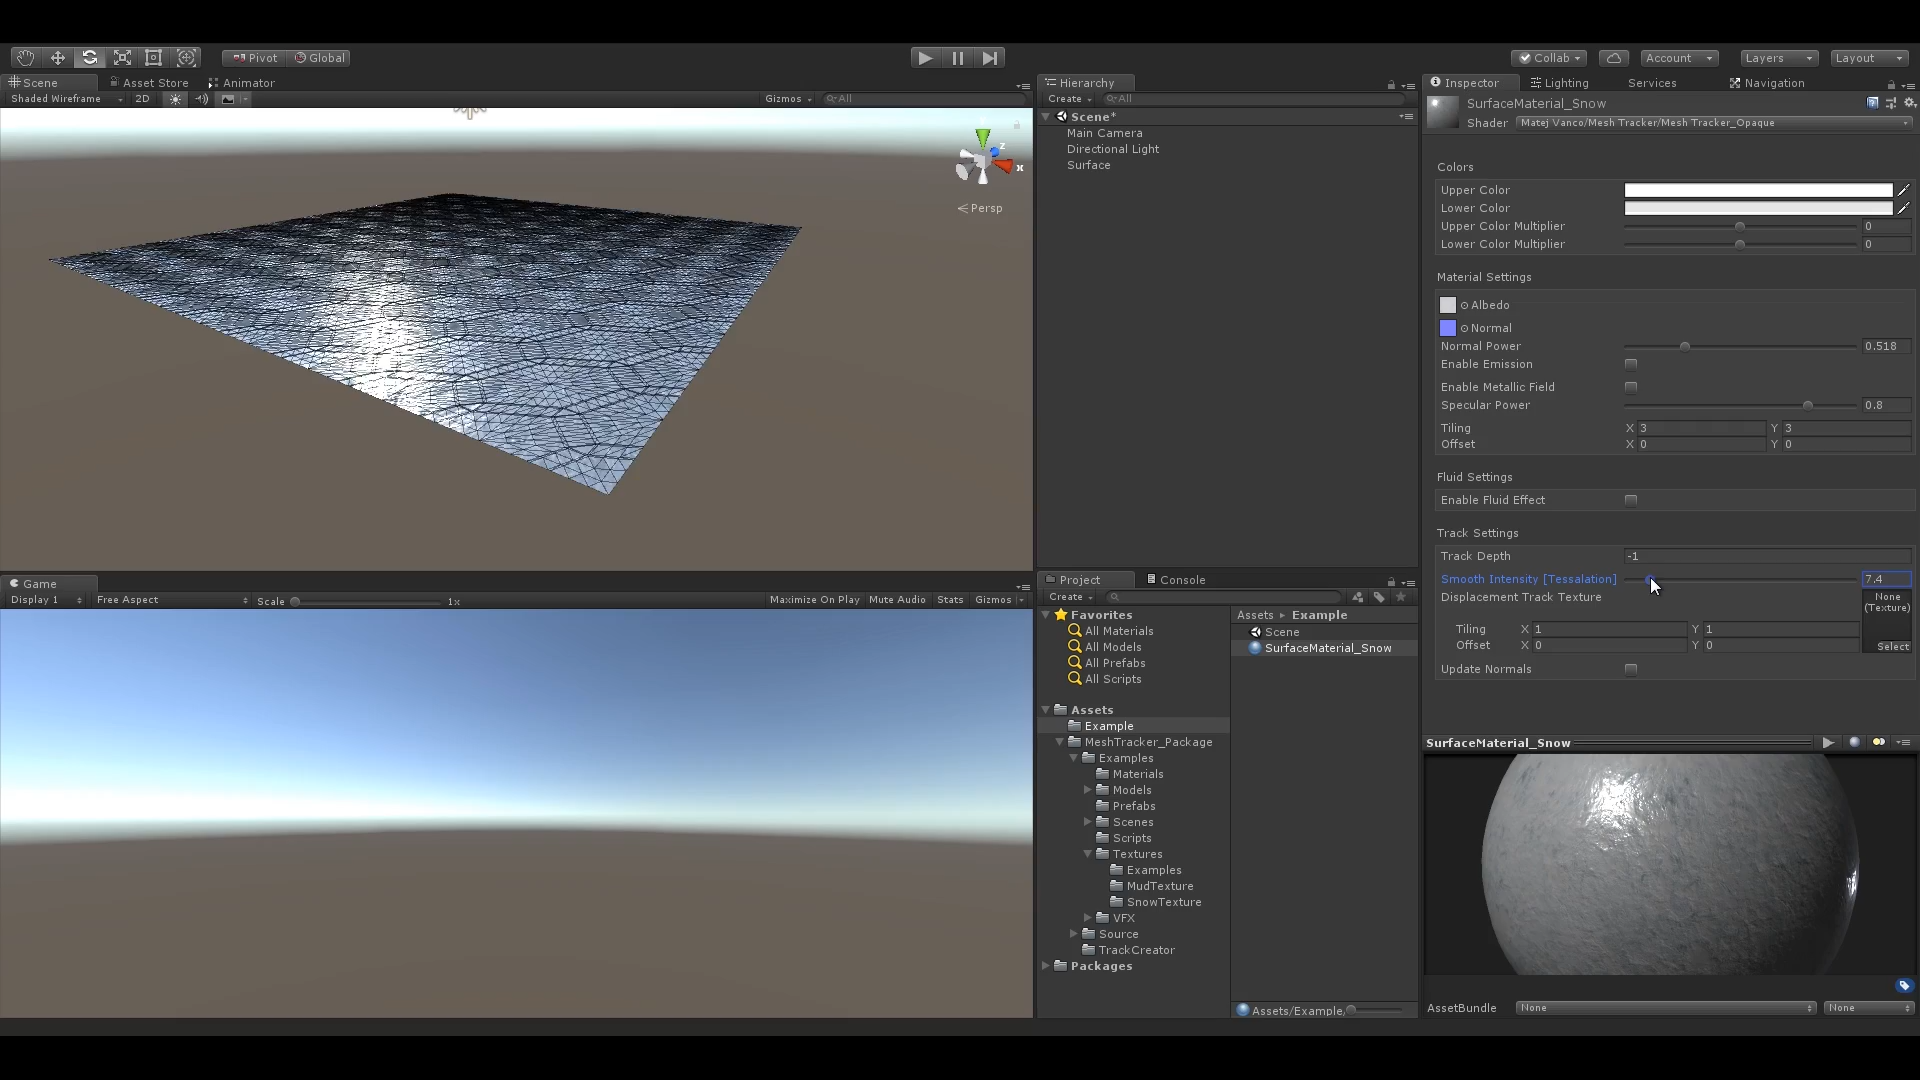 Pivot
Global
Collab
Account
Layers
Layout
Scene
Asset Store
Animator
Shaded Wireframe
2D
Gizmos
All
x
z
Persp
Game
Display 1
Free Aspect
Scale
1x
Maximize On Play
Mute Audio
Stats
Gizmos
Hierarchy
Create
All
Scene*
Main Camera
Directional Light
Surface
Project
Console
Create
Favorites
All Materials
All Models
All Prefabs
All Scripts
Assets
Example
MeshTracker_Package
Examples
Materials
Models
Prefabs
Scenes
Scripts
Textures
Examples
MudTexture
SnowTexture
VFX
Source
TrackCreator
Packages
Assets ▸ Example
Scene
SurfaceMaterial_Snow
Assets/Example/
Inspector
Lighting
Services
Navigation
SurfaceMaterial_Snow
Shader Matej Vanco/Mesh Tracker/Mesh Tracker_Opaque
Colors
Upper Color
Lower Color
Upper Color Multiplier 0
Lower Color Multiplier 0
Material Settings
Albedo
Normal
Normal Power 0.518
Enable Emission
Enable Metallic Field
Specular Power 0.8
Tiling X 3 Y 3
Offset X 0 Y 0
Fluid Settings
Enable Fluid Effect
Track Settings
Track Depth -1
Smooth Intensity [Tessalation] 7.4
Displacement Track Texture
None
(Texture)
Tiling X 1 Y 1
Offset X 0 Y 0
Select
Update Normals
SurfaceMaterial_Snow
AssetBundle None None